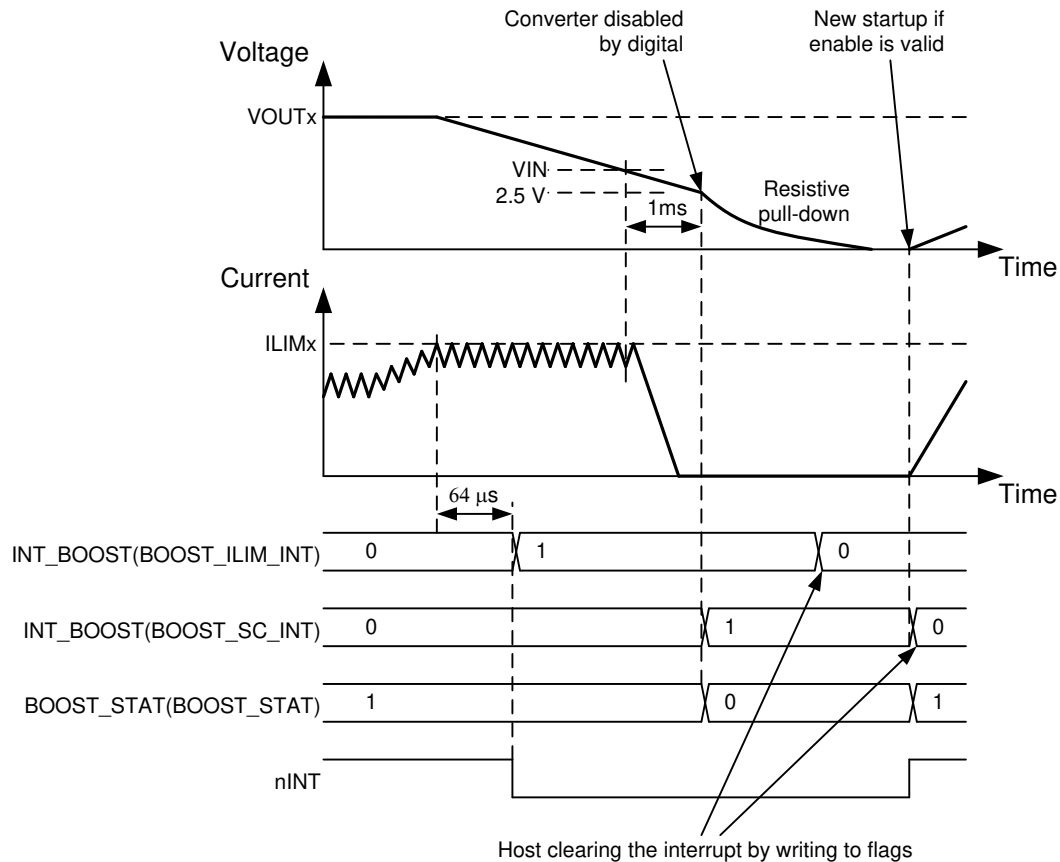 Converter disabled
by digital
New startup if
enable is valid
Voltage
VOUTx
VIN
2.5 V
1ms
Resistive
pull-down
Time
Current
ILIMx
Time
64 μs
INT_BOOST(BOOST_ILIM_INT)
0
1
0
INT_BOOST(BOOST_SC_INT)
0
1
0
BOOST_STAT(BOOST_STAT)
1
0
1
nINT
Host clearing the interrupt by writing to flags